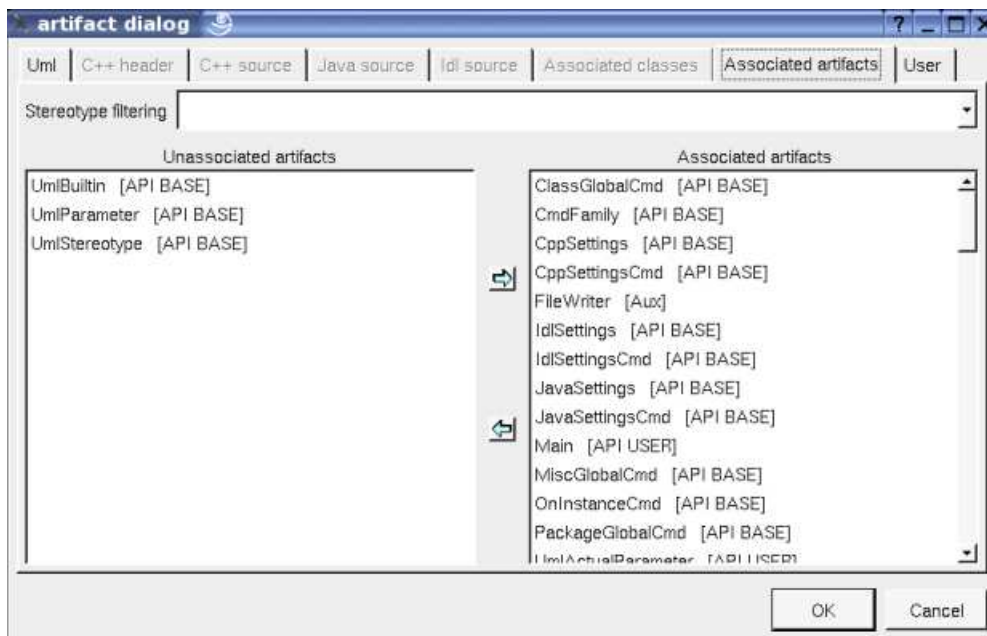 artifact dialog
?
Uml C++ header C++ source Java source Idl source Associated classes Associated artifacts User
Stereotype filtering
Unassociated artifacts
UmlBuiltin [API BASE]
UmlParameter [API BASE]
UmlStereotype [API BASE]
Associated artifacts
ClassGlobalCmd [API BASE]
CmdFamily [API BASE]
CppSettings [API BASE]
CppSettingsCmd [API BASE]
FileWriter [Aux]
IdlSettings [API BASE]
IdlSettingsCmd [API BASE]
JavaSettings [API BASE]
JavaSettingsCmd [API BASE]
Main [API USER]
MiscGlobalCmd [API BASE]
OnInstanceCmd [API BASE]
PackageGlobalCmd [API BASE]
UmlActualParameter [API USER]
OK
Cancel